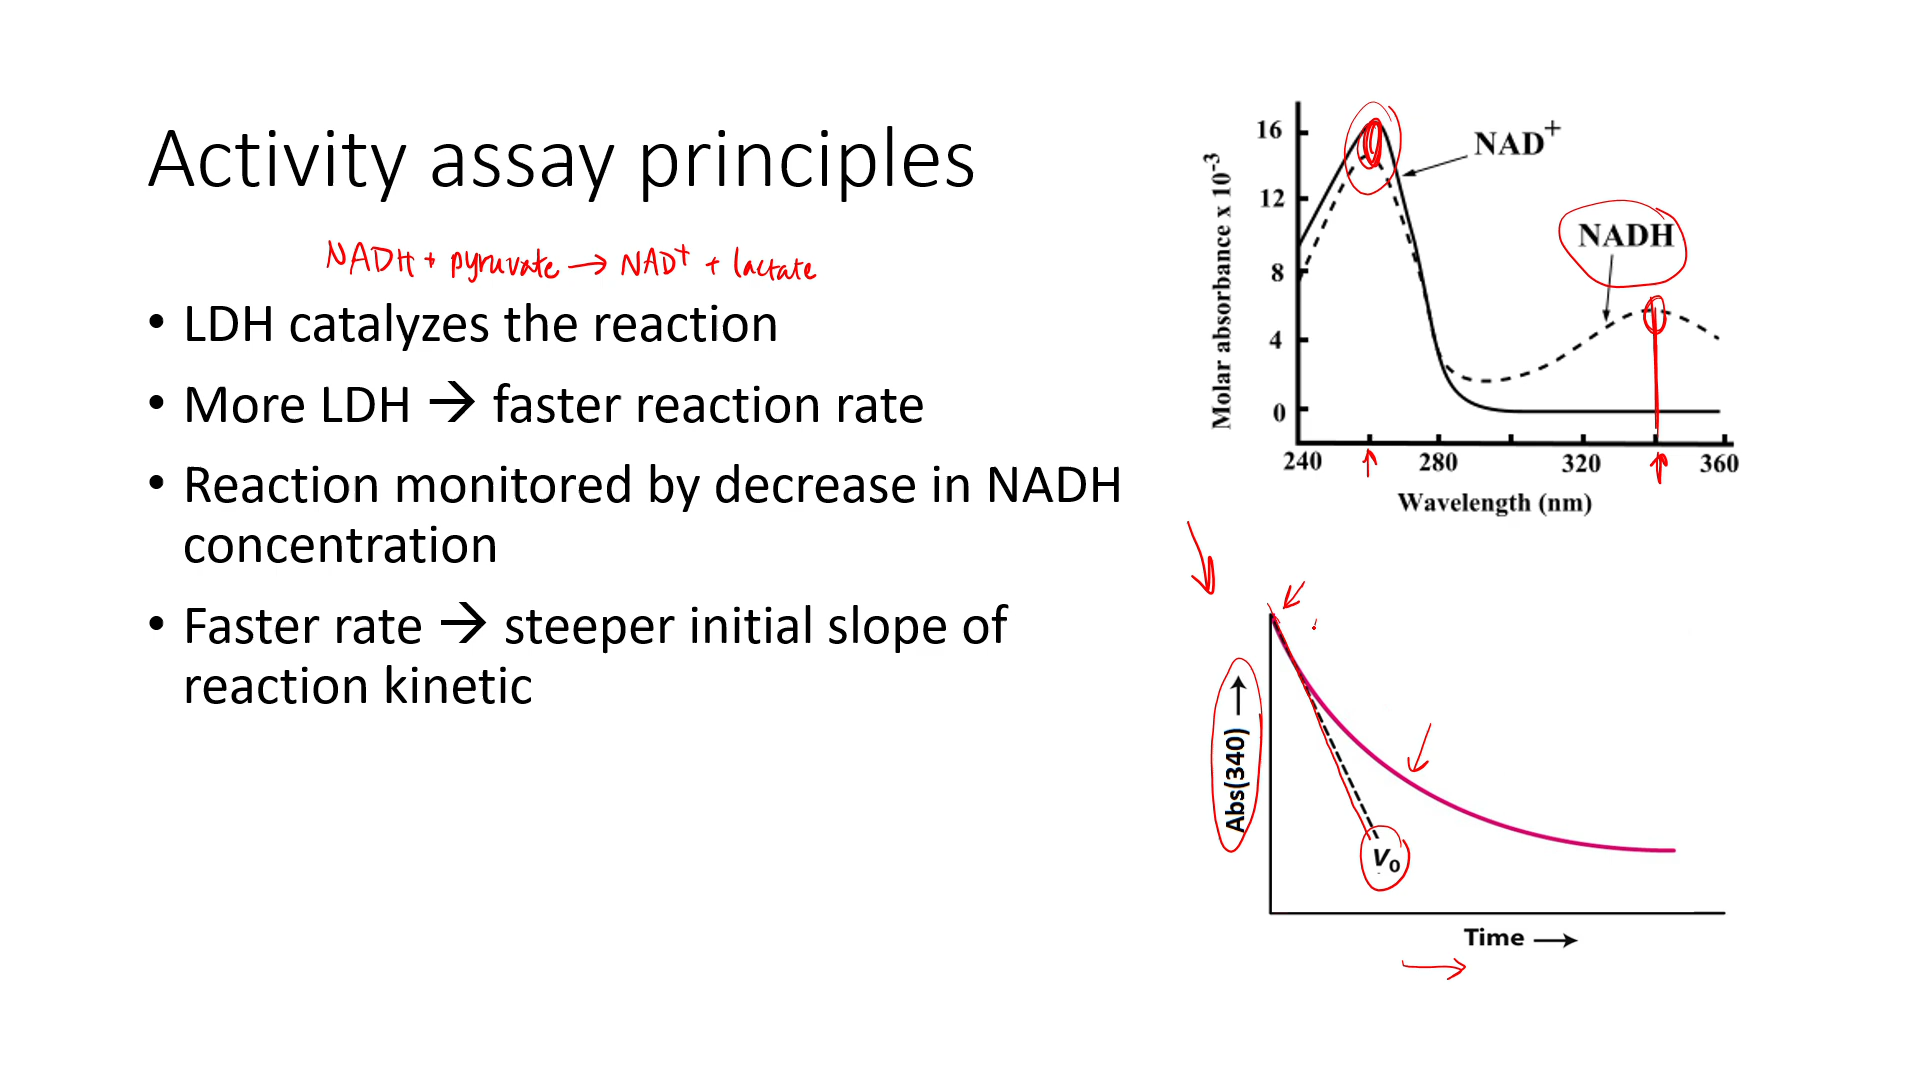 Activity assay principles
NADH + pyruvate → NAD⁺ + lactate
• LDH catalyzes the reaction
• More LDH → faster reaction rate
• Reaction monitored by decrease in NADH
concentration
• Faster rate → steeper initial slope of
reaction kinetic
Molar absorbance x 10⁻³
16
12
8
4
0
NAD⁺
NADH
240 280 320 360
Wavelength (nm)
Abs(340) →
V₀
Time →